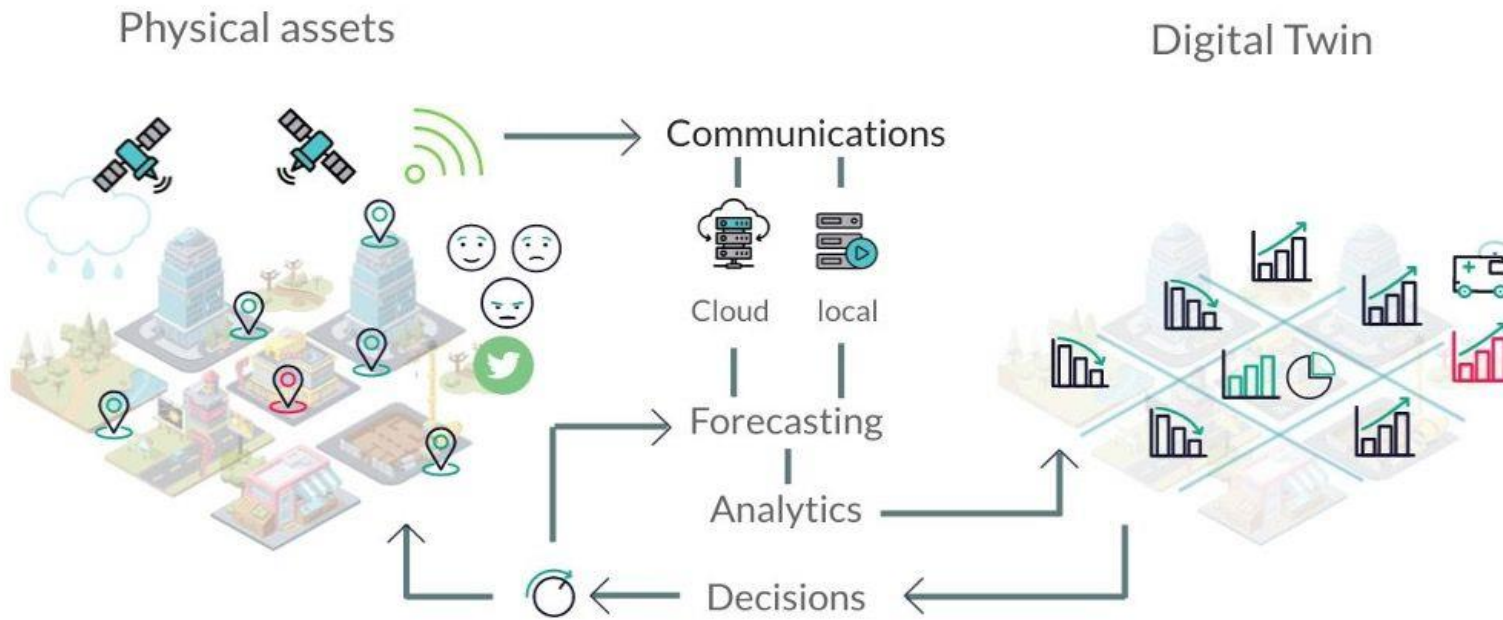 Physical assets
Digital Twin
Communications
Cloud
local
Forecasting
Analytics
Decisions